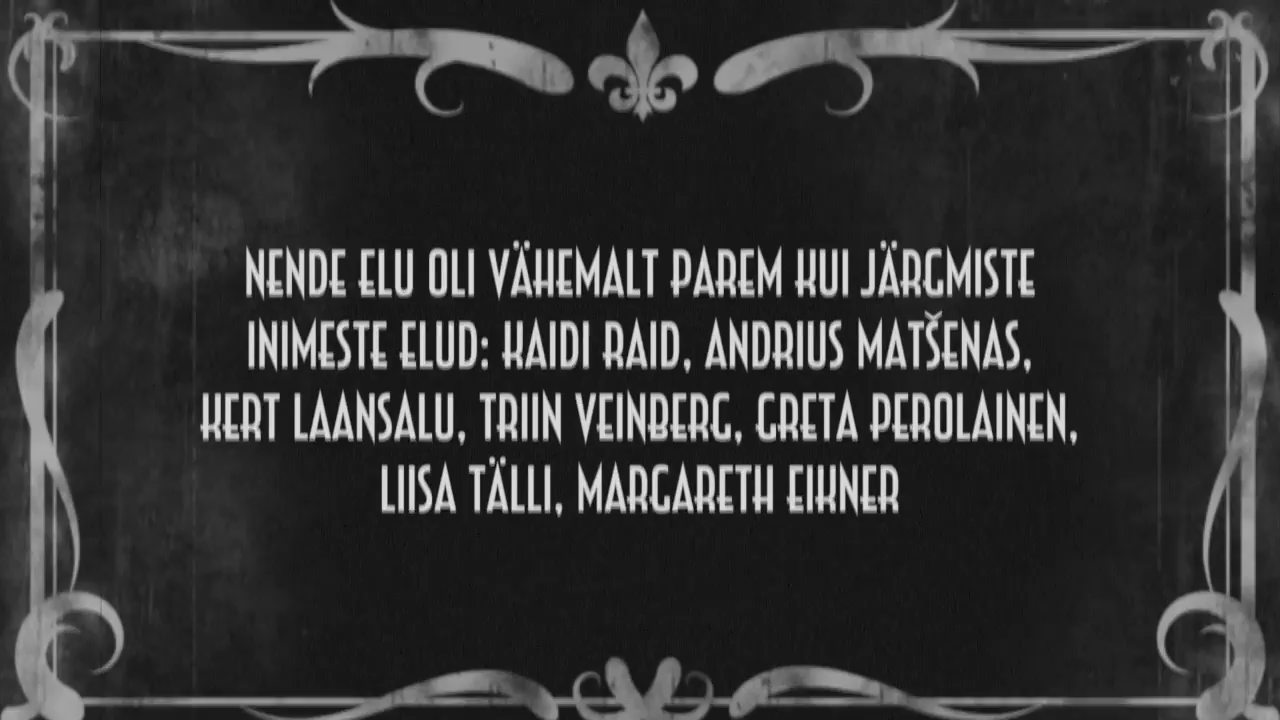 NENDE ELU OLI VÄHEMALT PAREM KUI JÄRGMISTE
INIMESTE ELUD: KAIDI RAID, ANDRIUS MATŠENAS,
KERT LAANSALU, TRIIN VEINBERG, GRETA PEROLAINEN,
LIISA TÄLLI, MARGARETH EIKNER